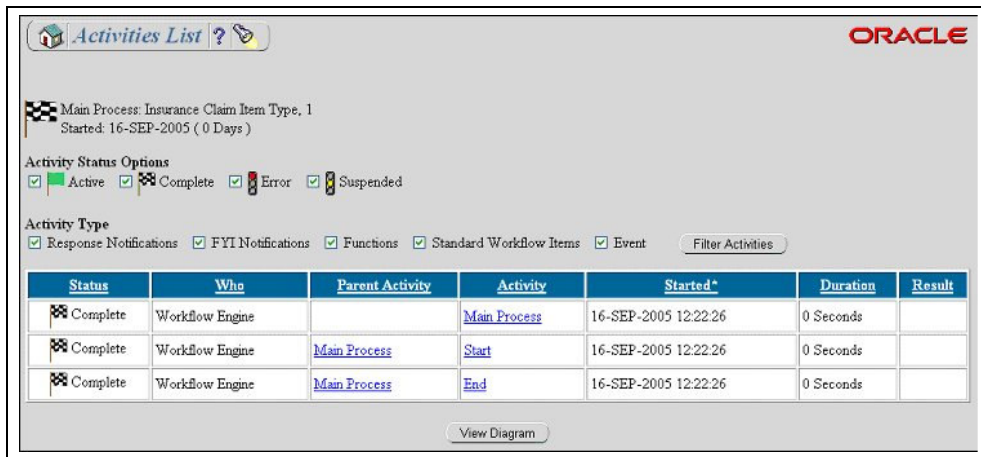 Activities List ?
ORACLE
Main Process: Insurance Claim Item Type, 1
Started: 16-SEP-2005 ( 0 Days )
Activity Status Options
Active Complete Error Suspended
Activity Type
Response Notifications FYI Notifications Functions Standard Workflow Items Event Filter Activities
Status Who Parent Activity Activity Started* Duration Result
Complete Workflow Engine Main Process 16-SEP-2005 12:22:26 0 Seconds
Complete Workflow Engine Main Process Start 16-SEP-2005 12:22:26 0 Seconds
Complete Workflow Engine Main Process End 16-SEP-2005 12:22:26 0 Seconds
View Diagram